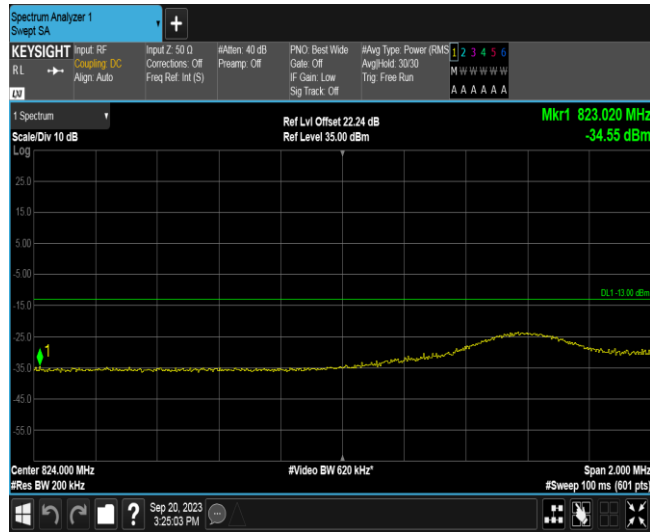 Spectrum Analyzer 1
Swept SA
KEYSIGHT
RL
LXI
Input: RF
Coupling: DC
Align: Auto
Input Z: 50 Ω
Corrections: Off
Freq Ref: Int (S)
#Atten: 40 dB
Preamp: Off
PNO: Best Wide
Gate: Off
IF Gain: Low
Sig Track: Off
#Avg Type: Power (RMS
Avg|Hold: 30/30
Trig: Free Run
1 2 3 4 5 6
M W W W W W
A A A A A A
1 Spectrum
Scale/Div 10 dB
Log
Ref Lvl Offset 22.24 dB
Ref Level 35.00 dBm
Mkr1 823.020 MHz
-34.55 dBm
25.0
15.0
5.00
-5.00
DL1 -13.00 dBm
-15.0
-25.0
1
-35.0
-45.0
-55.0
Center 824.000 MHz
#Res BW 200 kHz
#Video BW 620 kHz*
Span 2.000 MHz
#Sweep 100 ms (601 pts)
?
Sep 20, 2023
3:25:03 PM